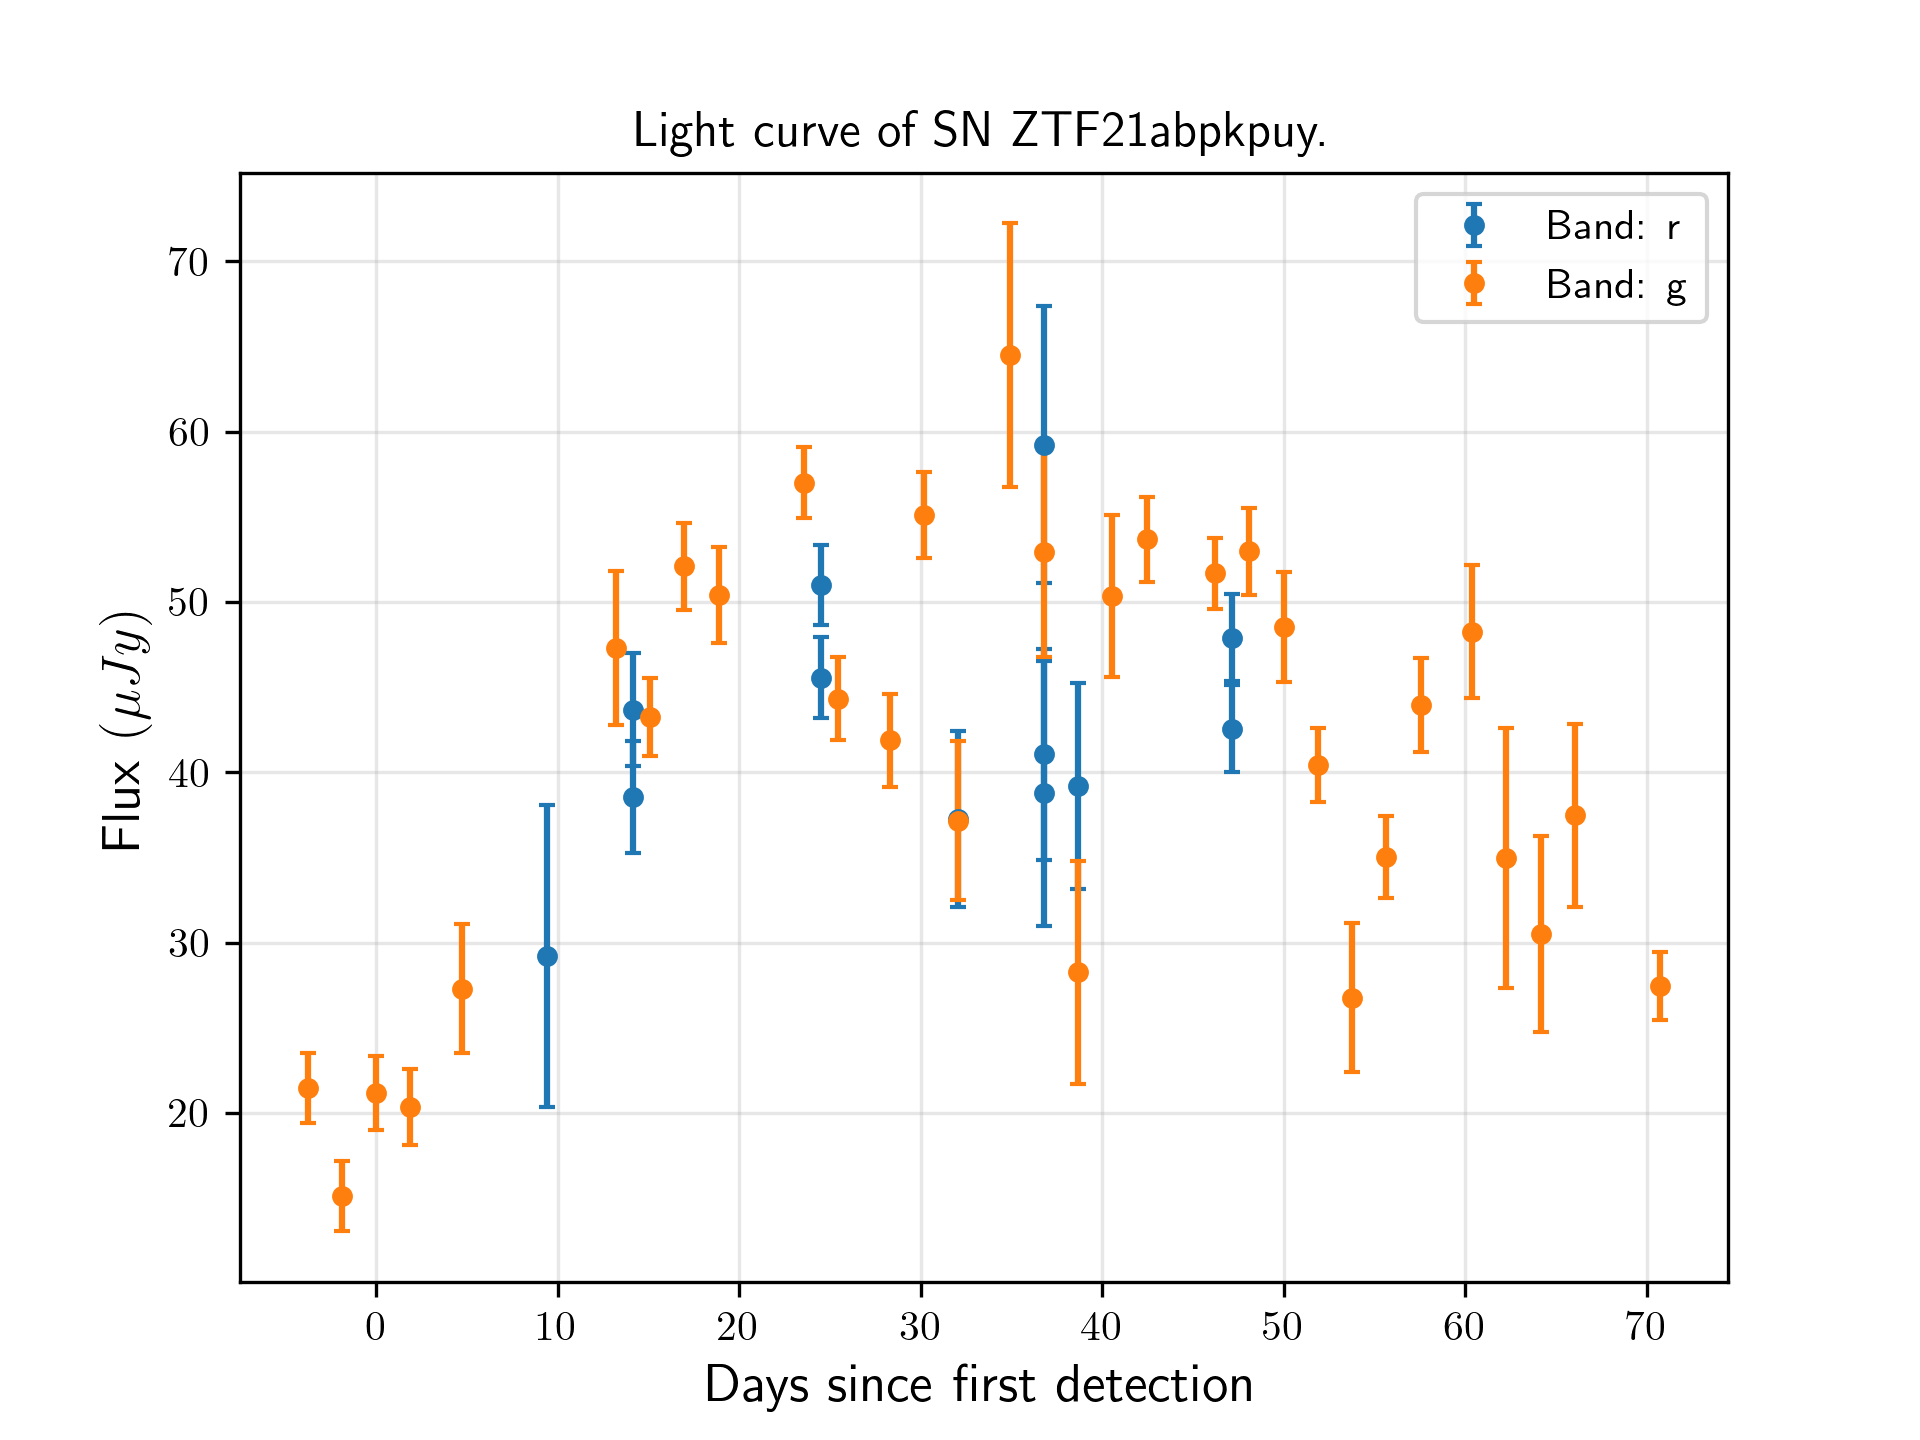 Light curve of SN ZTF21abpkpuy.
Band: r
Band: g
70
60
50
40
30
20
Flux (μJy)
0 10 20 30 40 50 60 70
Days since first detection